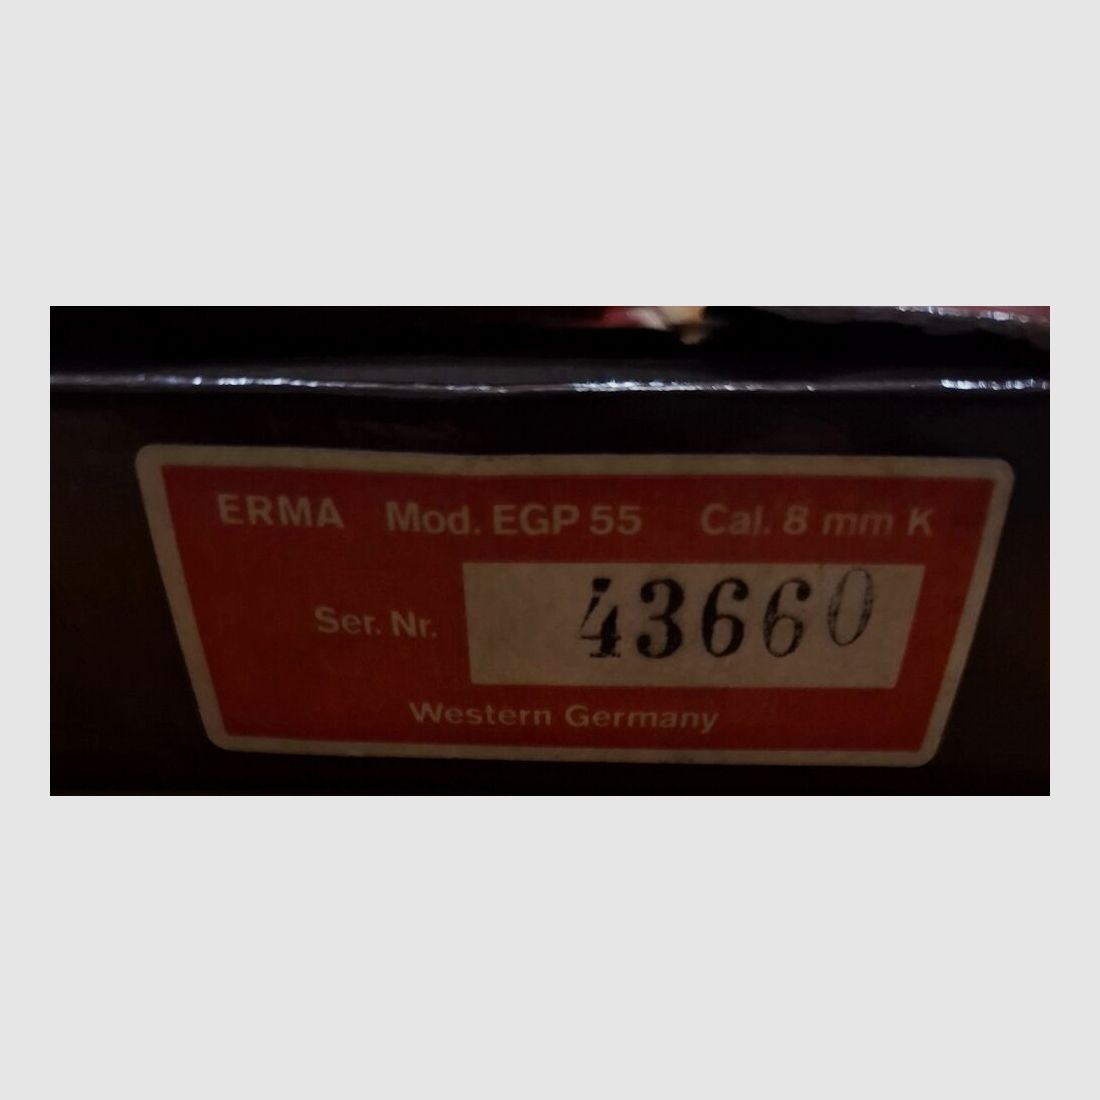 ERMA Mod. EGP 55 Cal. 8 mm K
Ser. Nr. 43660
Western Germany